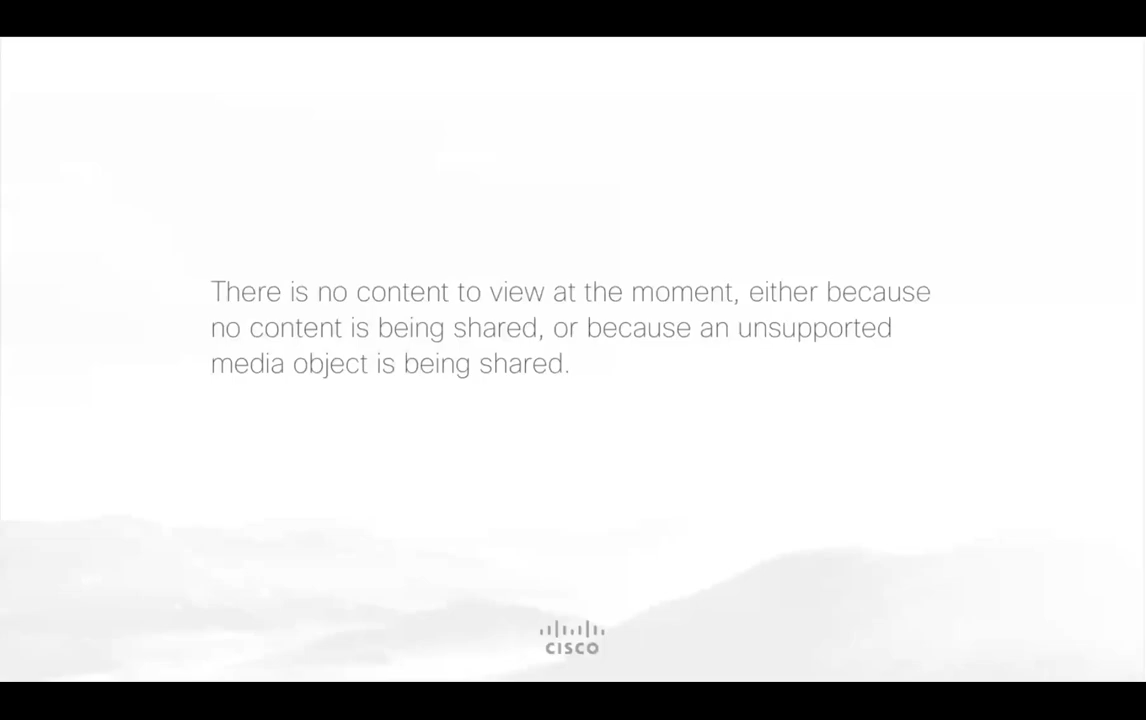 There is no content to view at the moment, either because
no content is being shared, or because an unsupported
media object is being shared.
CISCO